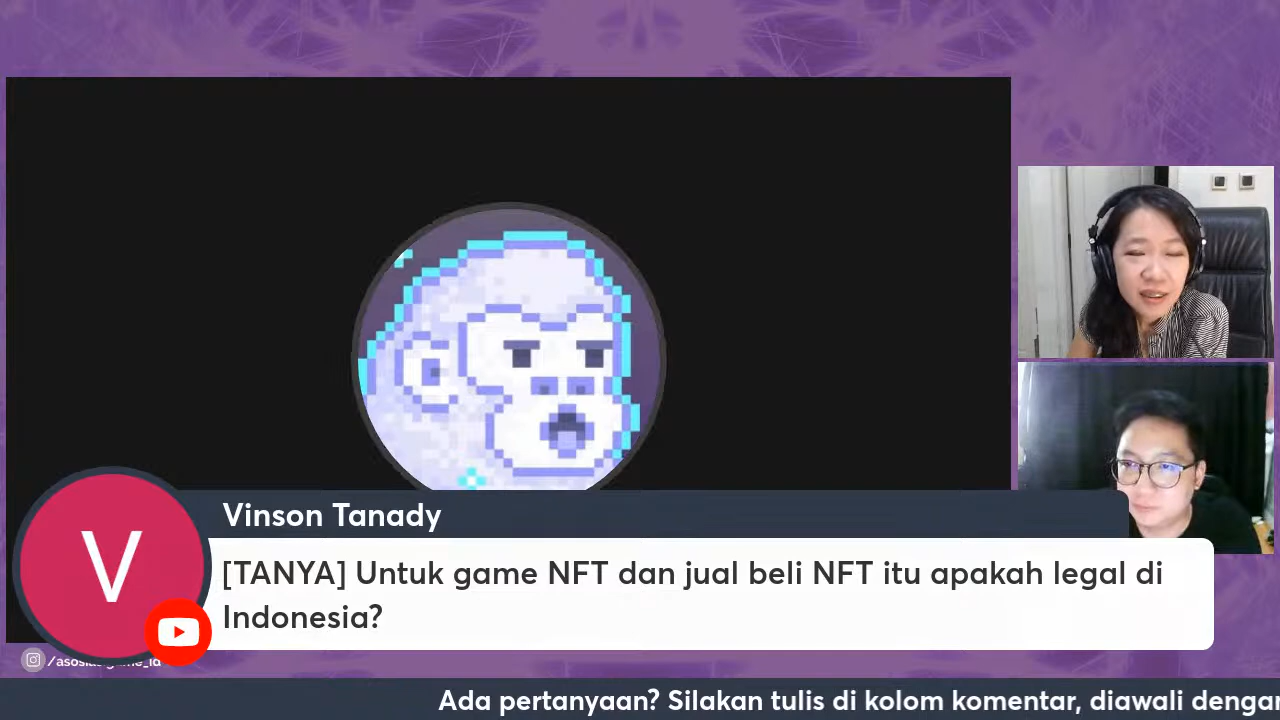 Vinson Tanady
V
[TANYA] Untuk game NFT dan jual beli NFT itu apakah legal di
Indonesia?
Ada pertanyaan? Silakan tulis di kolom komentar, diawali